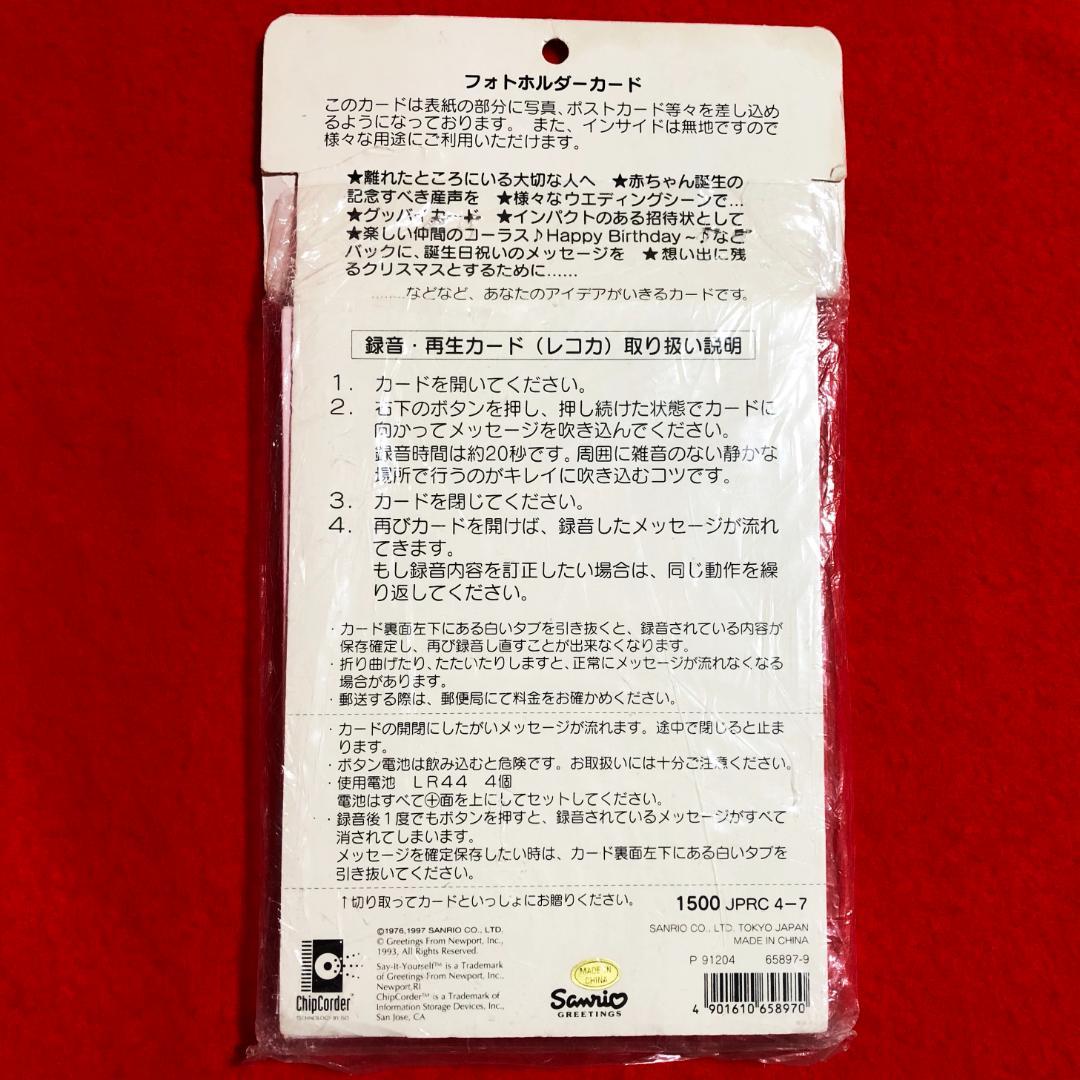 フォトホルダーカード
このカードは表紙の部分に写真、ポストカード等々を差し込め
るようになっております。 また、インサイドは無地ですので
様々な用途にご利用いただけます。
★離れたところにいる大切な人へ ★赤ちゃん誕生の
記念すべき産声を ★様々なウエディングシーンで…
★グッバイカード ★インパクトのある招待状として
★楽しい仲間のコーラス♪Happy Birthday～♪など
バックに、誕生日祝いのメッセージを ★想い出に残
るクリスマスとするために……
………などなど、あなたのアイデアがいきるカードです。
録音・再生カード（レコカ）取り扱い説明
1. カードを開いてください。
2. 右下のボタンを押し、押し続けた状態でカードに
向かってメッセージを吹き込んでください。
録音時間は約20秒です。周囲に雑音のない静かな
場所で行うのがキレイに吹き込むコツです。
3. カードを閉じてください。
4. 再びカードを開けば、録音したメッセージが流れ
てきます。
もし録音内容を訂正したい場合は、同じ動作を繰
り返してください。
・カード裏面左下にある白いタブを引き抜くと、録音されている内容が
保存確定し、再び録音し直すことが出来なくなります。
・折り曲げたり、たたいたりしますと、正常にメッセージが流れなくなる
場合があります。
・郵送する際は、郵便局にて料金をお確かめください。
・カードの開閉にしたがいメッセージが流れます。途中で閉じると止ま
ります。
・ボタン電池は飲み込むと危険です。お取扱いには十分ご注意ください。
・使用電池 LR44 4個
電池はすべて⊕面を上にしてセットしてください。
・録音後1度でもボタンを押すと、録音されているメッセージがすべて
消されてしまいます。
メッセージを確定保存したい時は、カード裏面左下にある白いタブを
引き抜いてください。
↑切り取ってカードといっしょにお贈りください。
1500 JPRC 4-7
©1976,1997 SANRIO CO., LTD.
© Greetings From Newport, Inc.,
1993, All Rights Reserved.
Say-It-Yourself™ is a Trademark
of Greetings From Newport, Inc.,
Newport,RI
ChipCorder™ is a Trademark of
Information Storage Devices, Inc.,
San Jose, CA
ChipCorder™
TECHNOLOGY BY ISD
MADE IN
CHINA
Sanrio
GREETINGS
SANRIO CO., LTD. TOKYO JAPAN
MADE IN CHINA
P 91204 65897-9
4 901610 658970